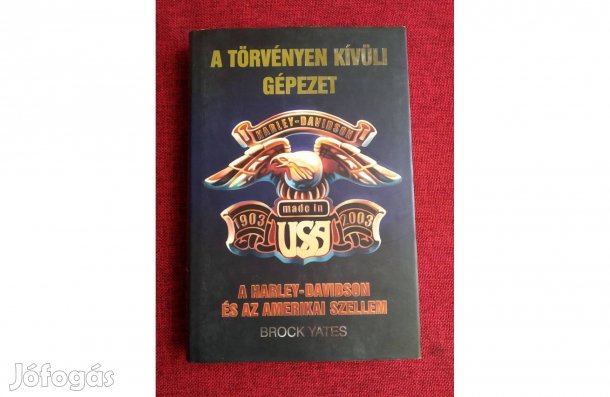 A TÖRVÉNYEN KÍVÜLI
GÉPEZET
HARLEY-DAVIDSON
made in
1903 2003
USA
A HARLEY-DAVIDSON
ÉS AZ AMERIKAI SZELLEM
BROCK YATES
Jófogás